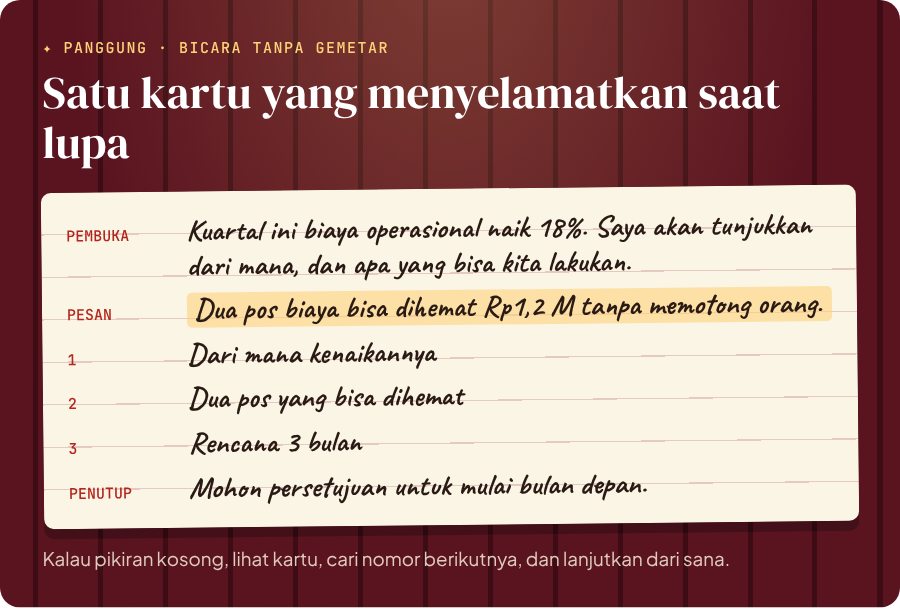 ✦ PANGGUNG · BICARA TANPA GEMETAR
Satu kartu yang menyelamatkan saat
lupa
PEMBUKA Kuartal ini biaya operasional naik 18%. Saya akan tunjukkan
dari mana, dan apa yang bisa kita lakukan.
PESAN Dua pos biaya bisa dihemat Rp1,2 M tanpa memotong orang.
1 Dari mana kenaikannya
2 Dua pos yang bisa dihemat
3 Rencana 3 bulan
PENUTUP Mohon persetujuan untuk mulai bulan depan.
Kalau pikiran kosong, lihat kartu, cari nomor berikutnya, dan lanjutkan dari sana.